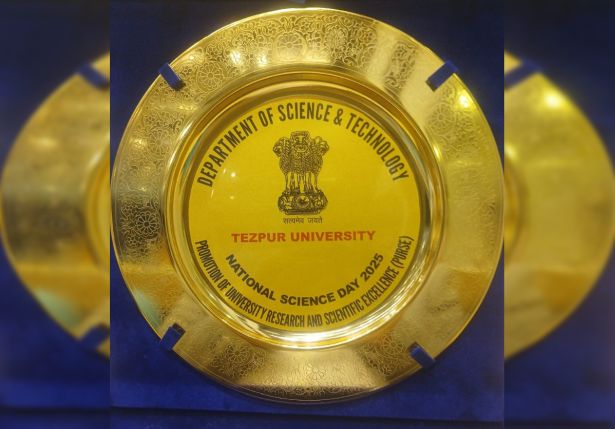 DEPARTMENT OF SCIENCE & TECHNOLOGY
सत्यमेव जयते
TEZPUR UNIVERSITY
NATIONAL SCIENCE DAY 2025
PROMOTION OF UNIVERSITY RESEARCH AND SCIENTIFIC EXCELLENCE (PURSE)